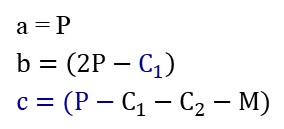 a = P
b = (2P – C₁)
c = (P – C₁ – C₂ – M)